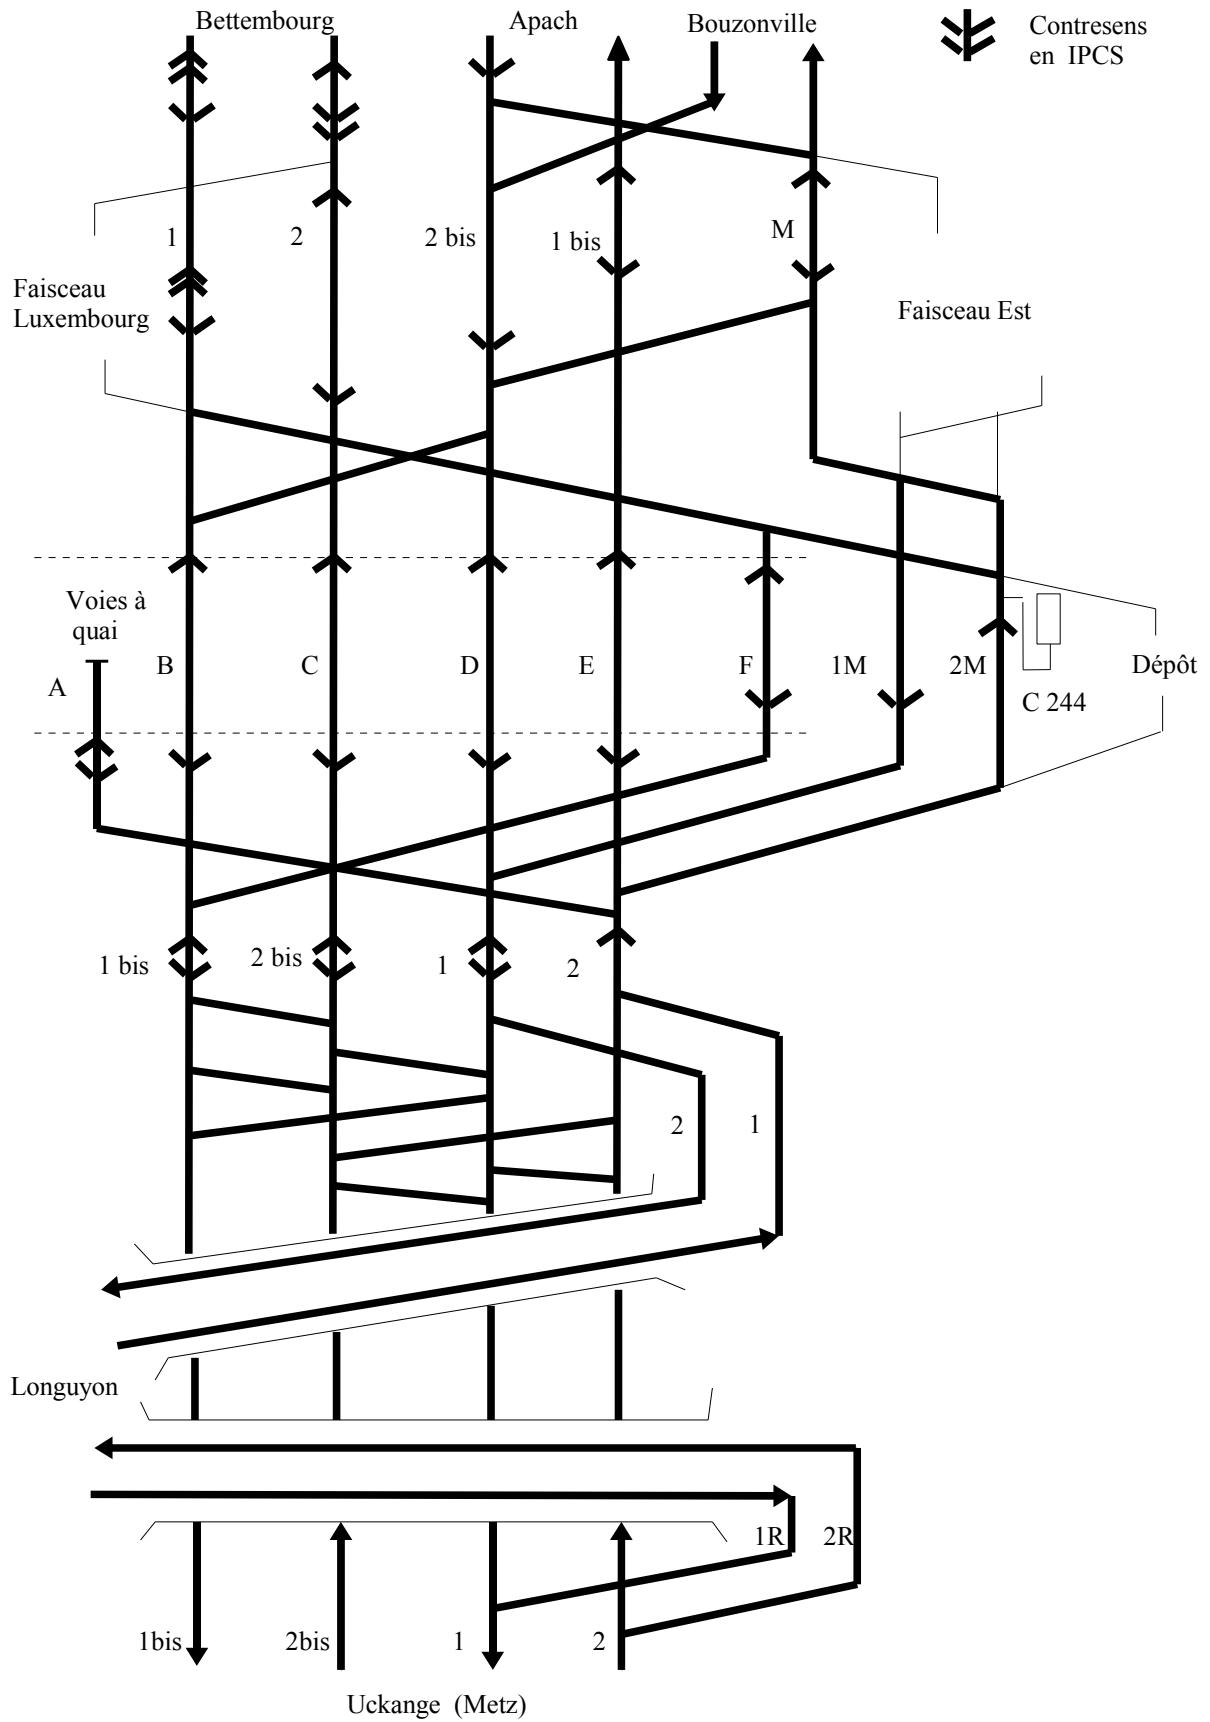 Bettembourg
Apach
Bouzonville
Contresens
en IPCS
1
2
2 bis
1 bis
M
Faisceau
Luxembourg
Faisceau Est
Voies à
quai
A
B
C
D
E
F
1M
2M
Dépôt
C 244
1 bis
2 bis
1
2
2
1
Longuyon
1R
2R
1bis
2bis
1
2
Uckange (Metz)